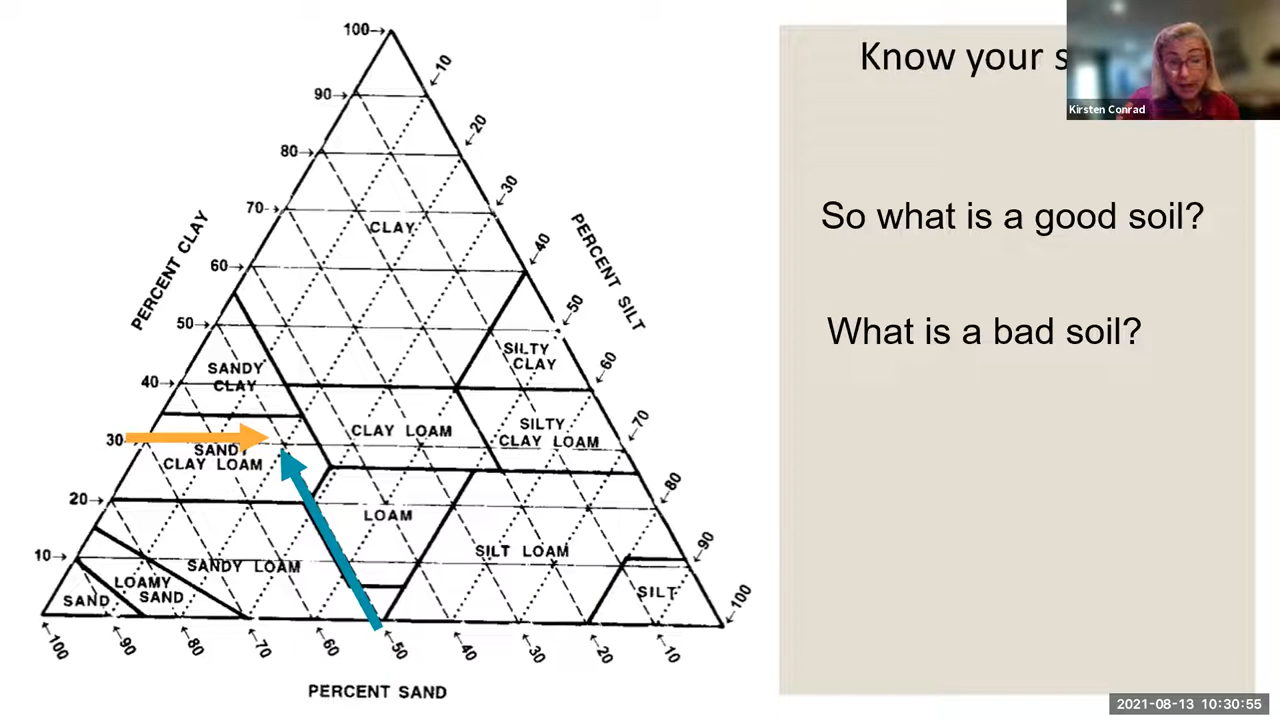 100
90
80
70
60
50
40
30
20
10
PERCENT CLAY
10
20
30
40
50
60
70
80
90
100
PERCENT SILT
CLAY
SILTY
CLAY
SANDY
CLAY
CLAY LOAM
SILTY
CLAY LOAM
SANDY
CLAY LOAM
LOAM
SILT LOAM
SANDY LOAM
LOAMY
SAND
SAND
SILT
100
90
80
70
60
50
40
30
20
10
PERCENT SAND
Know your
So what is a good soil?
What is a bad soil?
Kirsten Conrad
2021-08-13 10:30:55